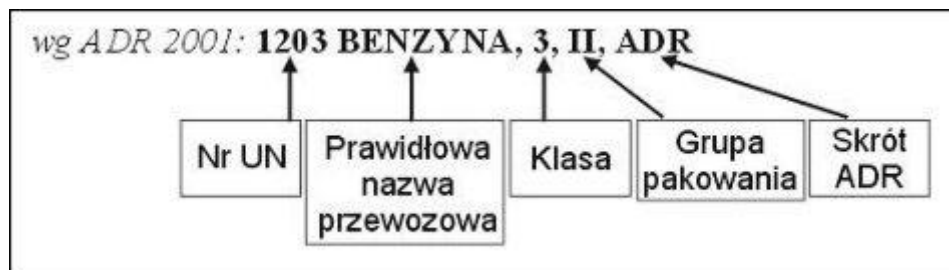 wg ADR 2001: 1203 BENZYNA, 3, II, ADR
Nr UN
Prawidłowa
nazwa
przewozowa
Klasa
Grupa
pakowania
Skrót
ADR